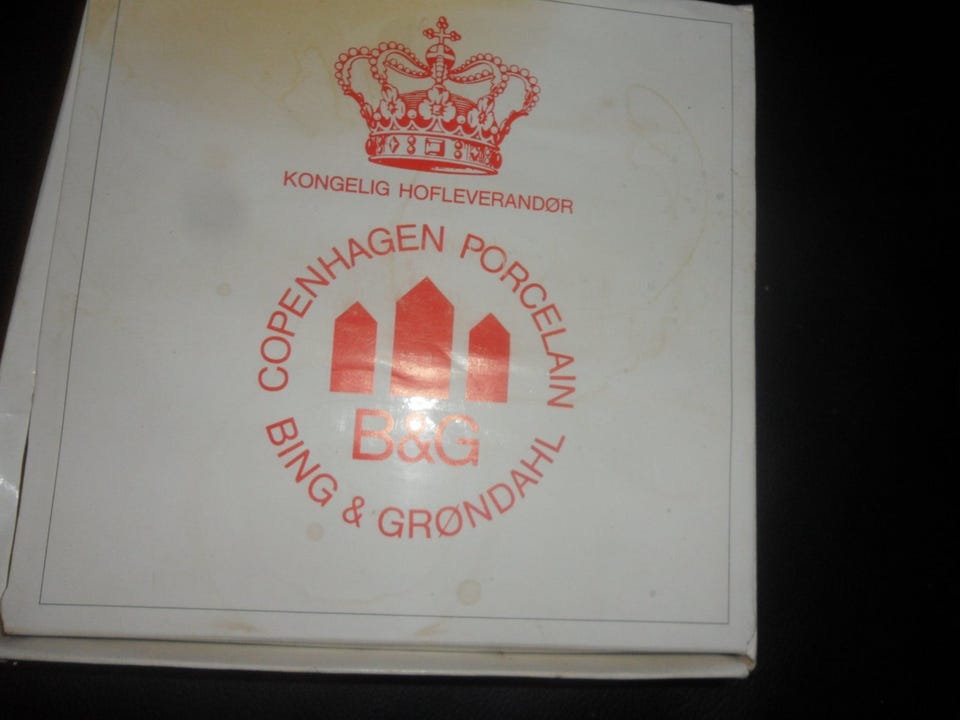 KONGELIG HOFLEVERANDØR
COPENHAGEN PORCELAIN
B&G
BING & GRØNDAHL